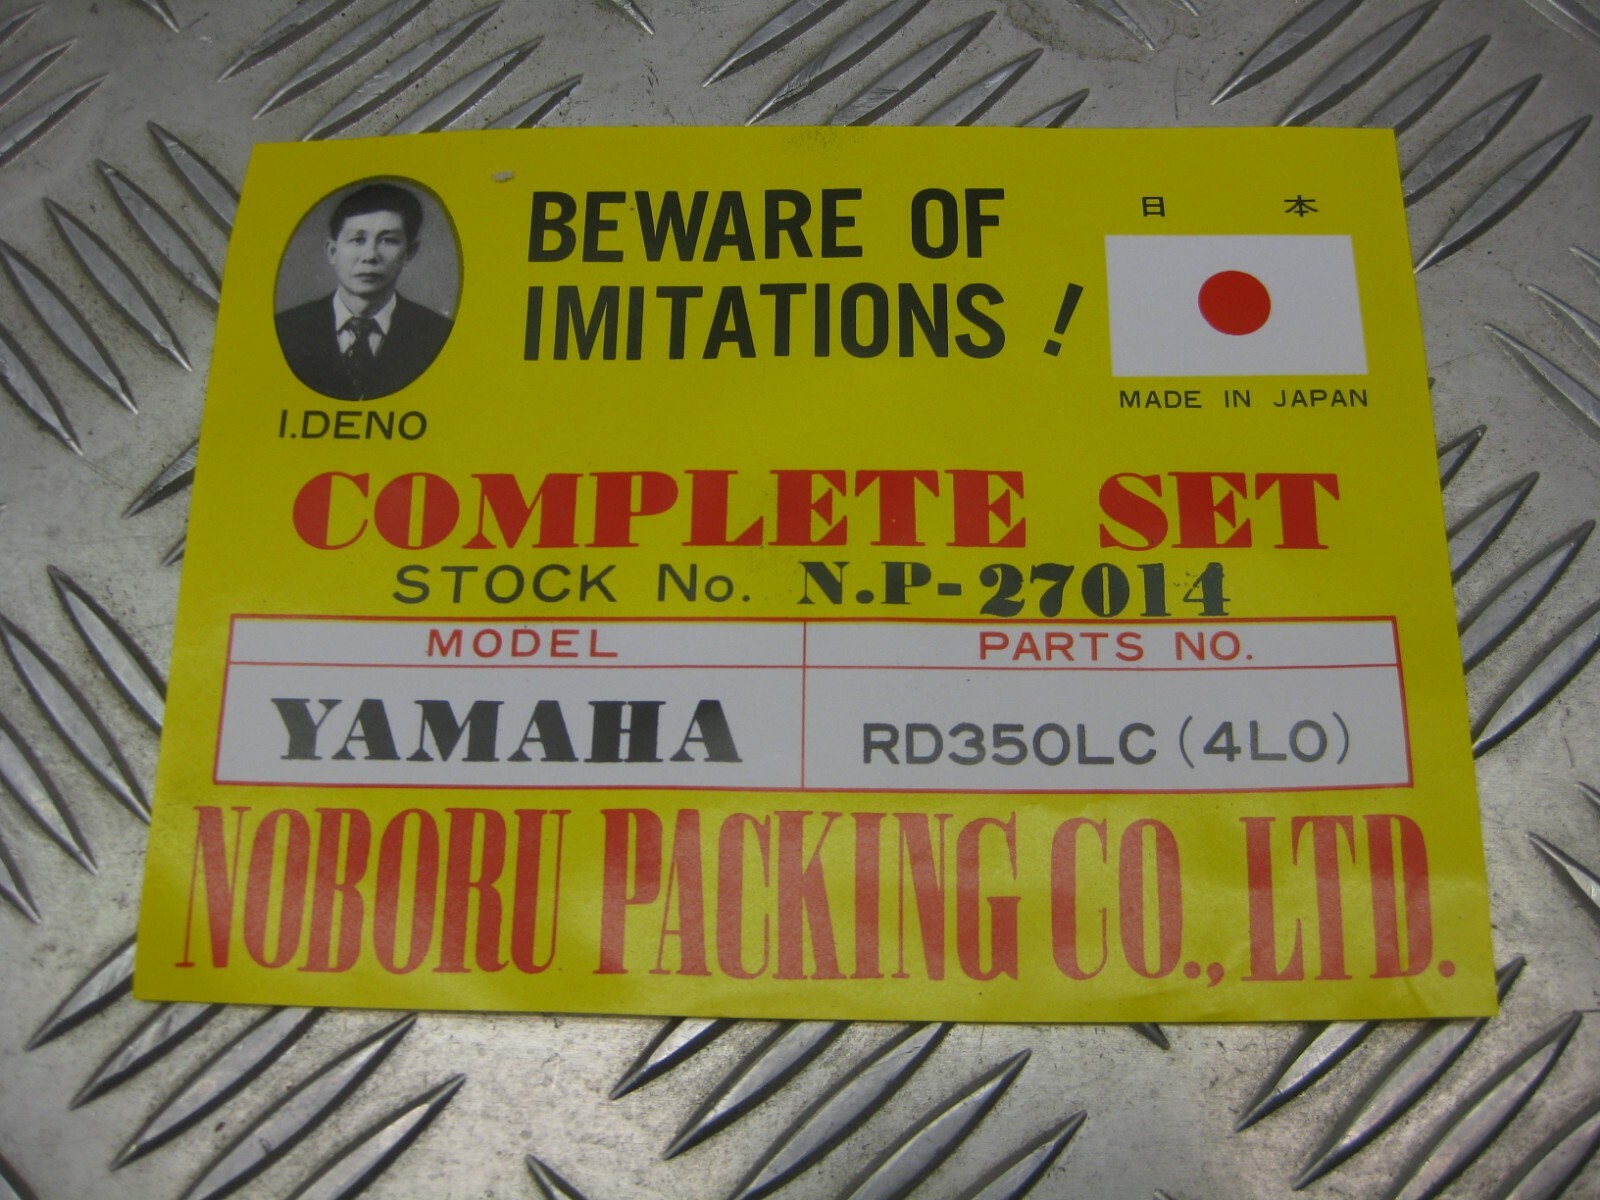 BEWARE OF
IMITATIONS !
日 本
MADE IN JAPAN
I.DENO
COMPLETE SET
STOCK No. N.P-27014
MODEL PARTS NO.
YAMAHA RD350LC (4L0)
NOBORU PACKING CO., LTD.